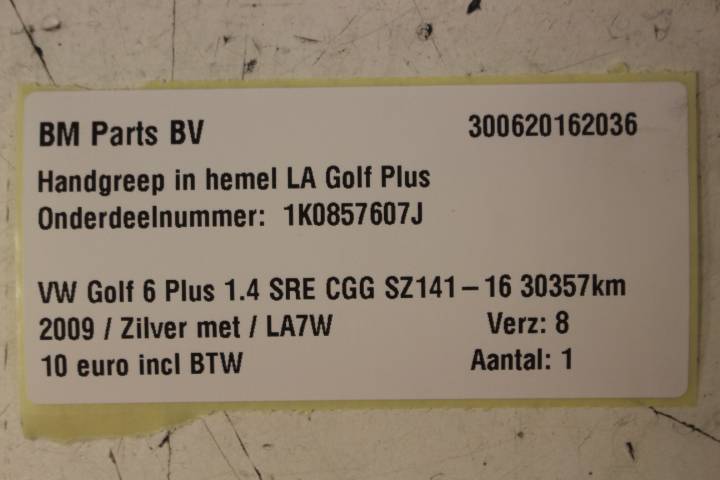 BM Parts BV 300620162036
Handgreep in hemel LA Golf Plus
Onderdeelnummer: 1K0857607J
VW Golf 6 Plus 1.4 SRE CGG SZ141-16 30357km
2009 / Zilver met / LA7W Verz: 8
10 euro incl BTW Aantal: 1